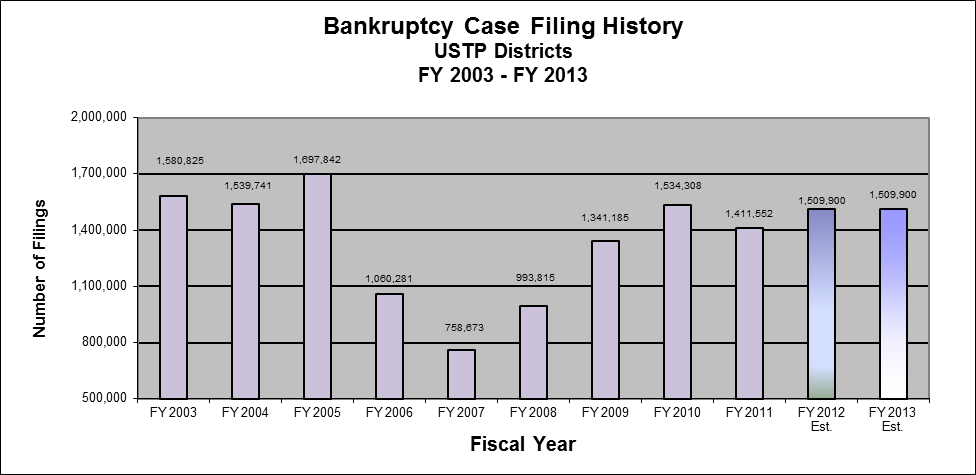 Bankruptcy Case Filing History
USTP Districts
FY 2003 - FY 2013
Number of Filings
2,000,000
1,700,000
1,400,000
1,100,000
800,000
500,000
1,580,825
1,539,741
1,697,842
1,060,281
758,673
993,815
1,341,185
1,534,308
1,411,552
1,509,900
1,509,900
FY 2003 FY 2004 FY 2005 FY 2006 FY 2007 FY 2008 FY 2009 FY 2010 FY 2011 FY 2012 FY 2013
Est. Est.
Fiscal Year